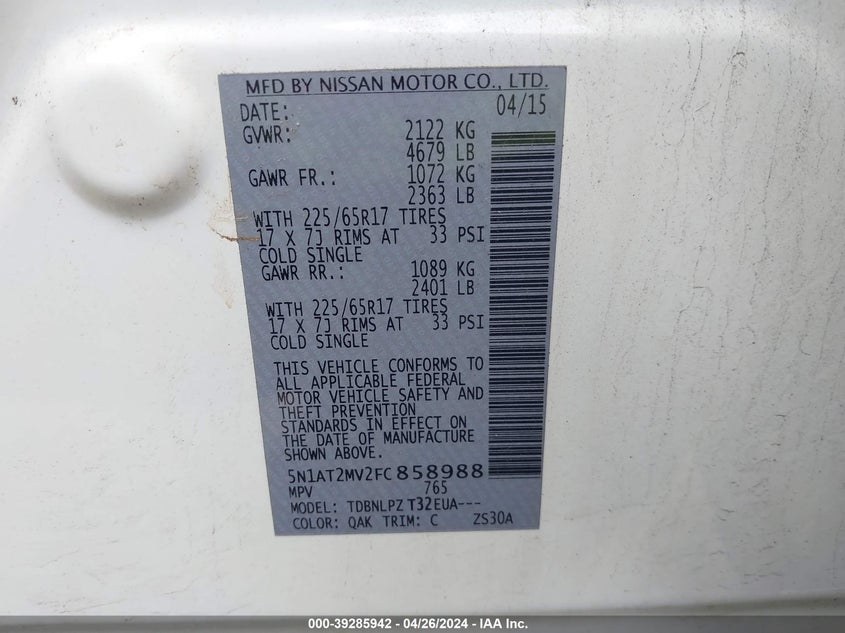 MFD BY NISSAN MOTOR CO., LTD.
DATE: 04/15
GVWR: 2122 KG
4679 LB
GAWR FR.: 1072 KG
2363 LB
WITH 225/65R17 TIRES
17 X 7J RIMS AT 33 PSI
COLD SINGLE
GAWR RR.: 1089 KG
2401 LB
WITH 225/65R17 TIRES
17 X 7J RIMS AT 33 PSI
COLD SINGLE
THIS VEHICLE CONFORMS TO
ALL APPLICABLE FEDERAL
MOTOR VEHICLE SAFETY AND
THEFT PREVENTION
STANDARDS IN EFFECT ON
THE DATE OF MANUFACTURE
SHOWN ABOVE.
5N1AT2MV2FC858988
MPV 765
MODEL: TDBNLPZ T32EUA---
COLOR: QAK TRIM: C ZS30A
000-39285942 - 04/26/2024 - IAA Inc.